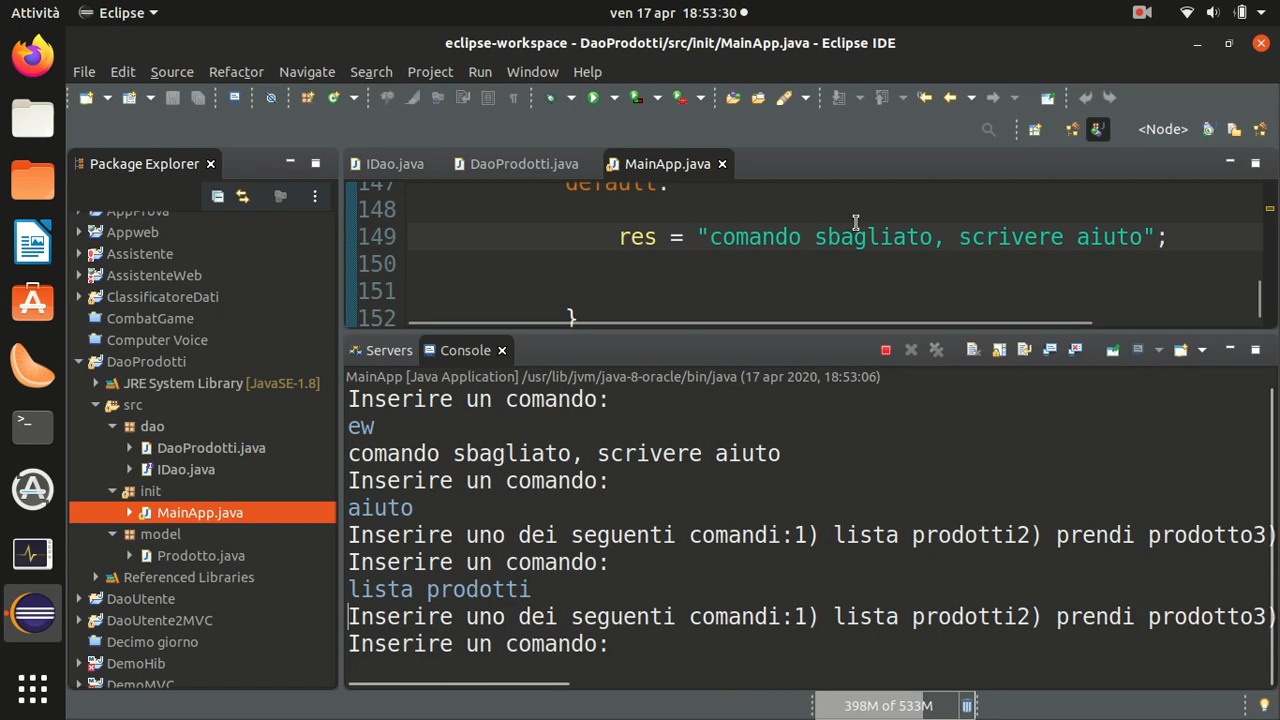 Attività
Eclipse
ven 17 apr 18:53:30
eclipse-workspace - DaoProdotti/src/init/MainApp.java - Eclipse IDE
File Edit Source Refactor Navigate Search Project Run Window Help
<Node>
Package Explorer
IDao.java
DaoProdotti.java
MainApp.java
AppProva
Appweb
Assistente
AssistenteWeb
ClassificatoreDati
CombatGame
Computer Voice
DaoProdotti
JRE System Library [JavaSE-1.8]
src
dao
DaoProdotti.java
IDao.java
init
MainApp.java
model
Prodotto.java
Referenced Libraries
DaoUtente
DaoUtente2MVC
Decimo giorno
DemoHib
DemoMVC
147 default:
148
149 res = "comando sbagliato, scrivere aiuto";
150
151
152 }
Servers
Console
MainApp [Java Application] /usr/lib/jvm/java-8-oracle/bin/java (17 apr 2020, 18:53:06)
Inserire un comando:
ew
comando sbagliato, scrivere aiuto
Inserire un comando:
aiuto
Inserire uno dei seguenti comandi:1) lista prodotti2) prendi prodotto3)
Inserire un comando:
lista prodotti
Inserire uno dei seguenti comandi:1) lista prodotti2) prendi prodotto3)
Inserire un comando:
398M of 533M